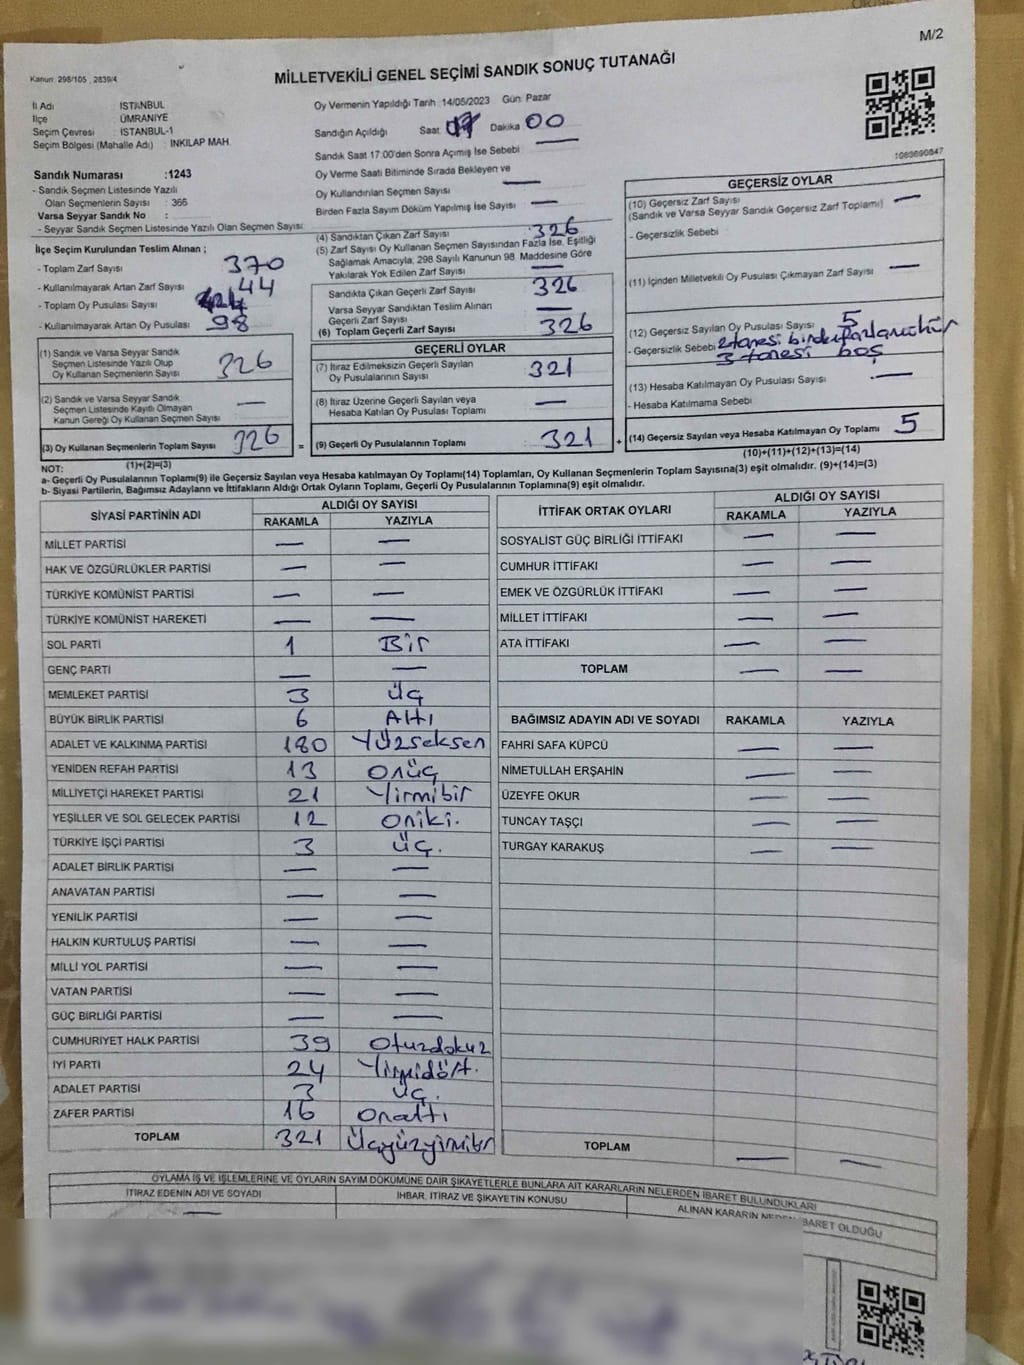 M/2
Kanun: 298/105 , 2839/4
MİLLETVEKİLİ GENEL SEÇİMİ SANDIK SONUÇ TUTANAĞI
İl Adı : İSTANBUL
İlçe : ÜMRANİYE
Seçim Çevresi : İSTANBUL-1
Seçim Bölgesi (Mahalle Adı) : İNKILAP MAH.
Sandık Numarası :1243
- Sandık Seçmen Listesinde Yazılı
Olan Seçmenlerin Sayısı : 366
Varsa Seyyar Sandık No :
- Seyyar Sandık Seçmen Listesinde Yazılı Olan Seçmen Sayısı:
Oy Vermenin Yapıldığı Tarih :14/05/2023 Gün: Pazar
Sandığın Açıldığı Saat 17 Dakika 00
Sandık Saat 17:00'den Sonra Açılmış İse Sebebi —
Oy Verme Saati Bitiminde Sırada Bekleyen ve
Oy Kullandırılan Seçmen Sayısı —
Birden Fazla Sayım Döküm Yapılmış İse Sayısı —
İlçe Seçim Kurulundan Teslim Alınan ;
- Toplam Zarf Sayısı 370
- Kullanılmayarak Artan Zarf Sayısı 44
- Toplam Oy Pusulası Sayısı
- Kullanılmayarak Artan Oy Pusulası 98
(1) Sandık ve Varsa Seyyar Sandık
Seçmen Listesinde Yazılı Olup
Oy Kullanan Seçmenlerin Sayısı 326
(2) Sandık ve Varsa Seyyar Sandık
Seçmen Listesinde Kayıtlı Olmayan
Kanun Gereği Oy Kullanan Seçmen Sayısı —
(3) Oy Kullanan Seçmenlerin Toplam Sayısı 326 =
(1)+(2)=(3)
(4) Sandıktan Çıkan Zarf Sayısı 326
(5) Zarf Sayısı Oy Kullanan Seçmen Sayısından Fazla İse, Eşitliği
Sağlamak Amacıyla, 298 Sayılı Kanunun 98. Maddesine Göre
Yakılarak Yok Edilen Zarf Sayısı —
Sandıkta Çıkan Geçerli Zarf Sayısı 326
Varsa Seyyar Sandıktan Teslim Alınan
Geçerli Zarf Sayısı —
(6) Toplam Geçerli Zarf Sayısı 326
GEÇERLİ OYLAR
(7) İtiraz Edilmeksizin Geçerli Sayılan
Oy Pusulalarının Sayısı 321
(8) İtiraz Üzerine Geçerli Sayılan veya
Hesaba Katılan Oy Pusulası Toplamı —
(9) Geçerli Oy Pusulalarının Toplamı : 321 +
1083690847
GEÇERSİZ OYLAR
(10) Geçersiz Zarf Sayısı —
(Sandık ve Varsa Seyyar Sandık Geçersiz Zarf Toplamı)
- Geçersizlik Sebebi
(11) İçinden Milletvekili Oy Pusulası Çıkmayan Zarf Sayısı —
(12) Geçersiz Sayılan Oy Pusulası Sayısı 5
- Geçersizlik Sebebi 2 tanesi birden
3 tanesi boş
(13) Hesaba Katılmayan Oy Pusulası Sayısı —
- Hesaba Katılmama Sebebi
(14) Geçersiz Sayılan veya Hesaba Katılmayan Oy Toplamı 5
(10)+(11)+(12)+(13)=(14)
NOT:
a- Geçerli Oy Pusulalarının Toplamı(9) ile Geçersiz Sayılan veya Hesaba katılmayan Oy Toplamı(14) Toplamları, Oy Kullanan Seçmenlerin Toplam Sayısına(3) eşit olmalıdır. (9)+(14)=(3)
b- Siyasi Partilerin, Bağımsız Adayların ve İttifakların Aldığı Ortak Oyların Toplamı, Geçerli Oy Pusulalarının Toplamına(9) eşit olmalıdır.
SİYASİ PARTİNİN ADI ALDIĞI OY SAYISI
RAKAMLA YAZIYLA
MİLLET PARTİSİ — —
HAK VE ÖZGÜRLÜKLER PARTİSİ — —
TÜRKİYE KOMÜNİST PARTİSİ — —
TÜRKİYE KOMÜNİST HAREKETİ — —
SOL PARTİ 1 Bir
GENÇ PARTİ — —
MEMLEKET PARTİSİ 3 Üç
BÜYÜK BİRLİK PARTİSİ 6 Altı
ADALET VE KALKINMA PARTİSİ 180 Yüzseksen
YENİDEN REFAH PARTİSİ 13 Onüç
MİLLİYETÇİ HAREKET PARTİSİ 21 Yirmibir
YEŞİLLER VE SOL GELECEK PARTİSİ 12 Oniki.
TÜRKİYE İŞÇİ PARTİSİ 3 Üç.
ADALET BİRLİK PARTİSİ — —
ANAVATAN PARTİSİ — —
YENİLİK PARTİSİ — —
HALKIN KURTULUŞ PARTİSİ — —
MİLLİ YOL PARTİSİ — —
VATAN PARTİSİ — —
GÜÇ BİRLİĞİ PARTİSİ — —
CUMHURİYET HALK PARTİSİ 39 Otuzdokuz
İYİ PARTİ 24 Yirmidört.
ADALET PARTİSİ 3 Üç.
ZAFER PARTİSİ 16 Onaltı
TOPLAM 321 Üçyüzyirmibir
İTTİFAK ORTAK OYLARI ALDIĞI OY SAYISI
RAKAMLA YAZIYLA
SOSYALİST GÜÇ BİRLİĞİ İTTİFAKI — —
CUMHUR İTTİFAKI — —
EMEK VE ÖZGÜRLÜK İTTİFAKI — —
MİLLET İTTİFAKI — —
ATA İTTİFAKI — —
TOPLAM — —
BAĞIMSIZ ADAYIN ADI VE SOYADI RAKAMLA YAZIYLA
FAHRİ SAFA KÜPCÜ — —
NİMETULLAH ERŞAHİN — —
ÜZEYFE OKUR — —
TUNCAY TAŞÇI — —
TURGAY KARAKUŞ — —
TOPLAM — —
OYLAMA İŞ VE İŞLEMLERİNE VE OYLARIN SAYIM DÖKÜMÜNE DAİR ŞİKAYETLERLE BUNLARA AİT KARARLARIN NELERDEN İBARET BULUNDUKLARI
İTİRAZ EDENİN ADI VE SOYADI İHBAR, İTİRAZ VE ŞİKAYETİN KONUSU ALINAN KARARIN NEDEN İBARET OLDUĞU
—